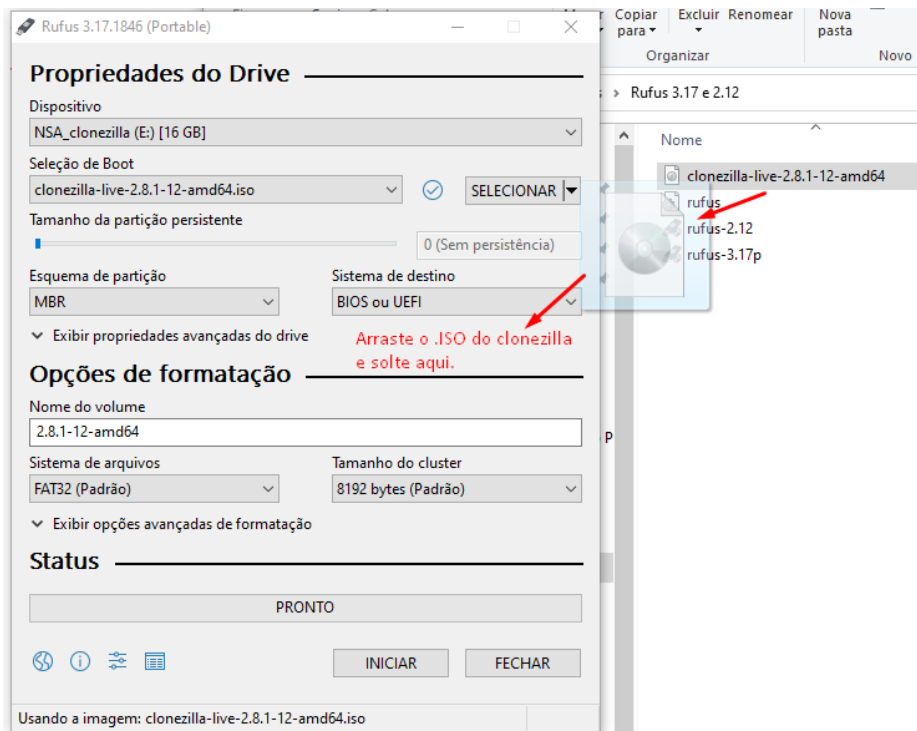 Rufus 3.17.1846 (Portable)
Propriedades do Drive
Dispositivo
NSA_clonezilla (E:) [16 GB]
Seleção de Boot
clonezilla-live-2.8.1-12-amd64.iso
SELECIONAR
Tamanho da partição persistente
0 (Sem persistência)
Esquema de partição
Sistema de destino
MBR
BIOS ou UEFI
Exibir propriedades avançadas do drive
Arraste o .ISO do clonezilla
e solte aqui.
Opções de formatação
Nome do volume
2.8.1-12-amd64
Sistema de arquivos
Tamanho do cluster
FAT32 (Padrão)
8192 bytes (Padrão)
Exibir opções avançadas de formatação
Status
PRONTO
INICIAR
FECHAR
Usando a imagem: clonezilla-live-2.8.1-12-amd64.iso
Copiar
para
Excluir
Renomear
Nova
pasta
Organizar
Novo
Rufus 3.17 e 2.12
Nome
clonezilla-live-2.8.1-12-amd64
rufus
rufus-2.12
rufus-3.17p
P